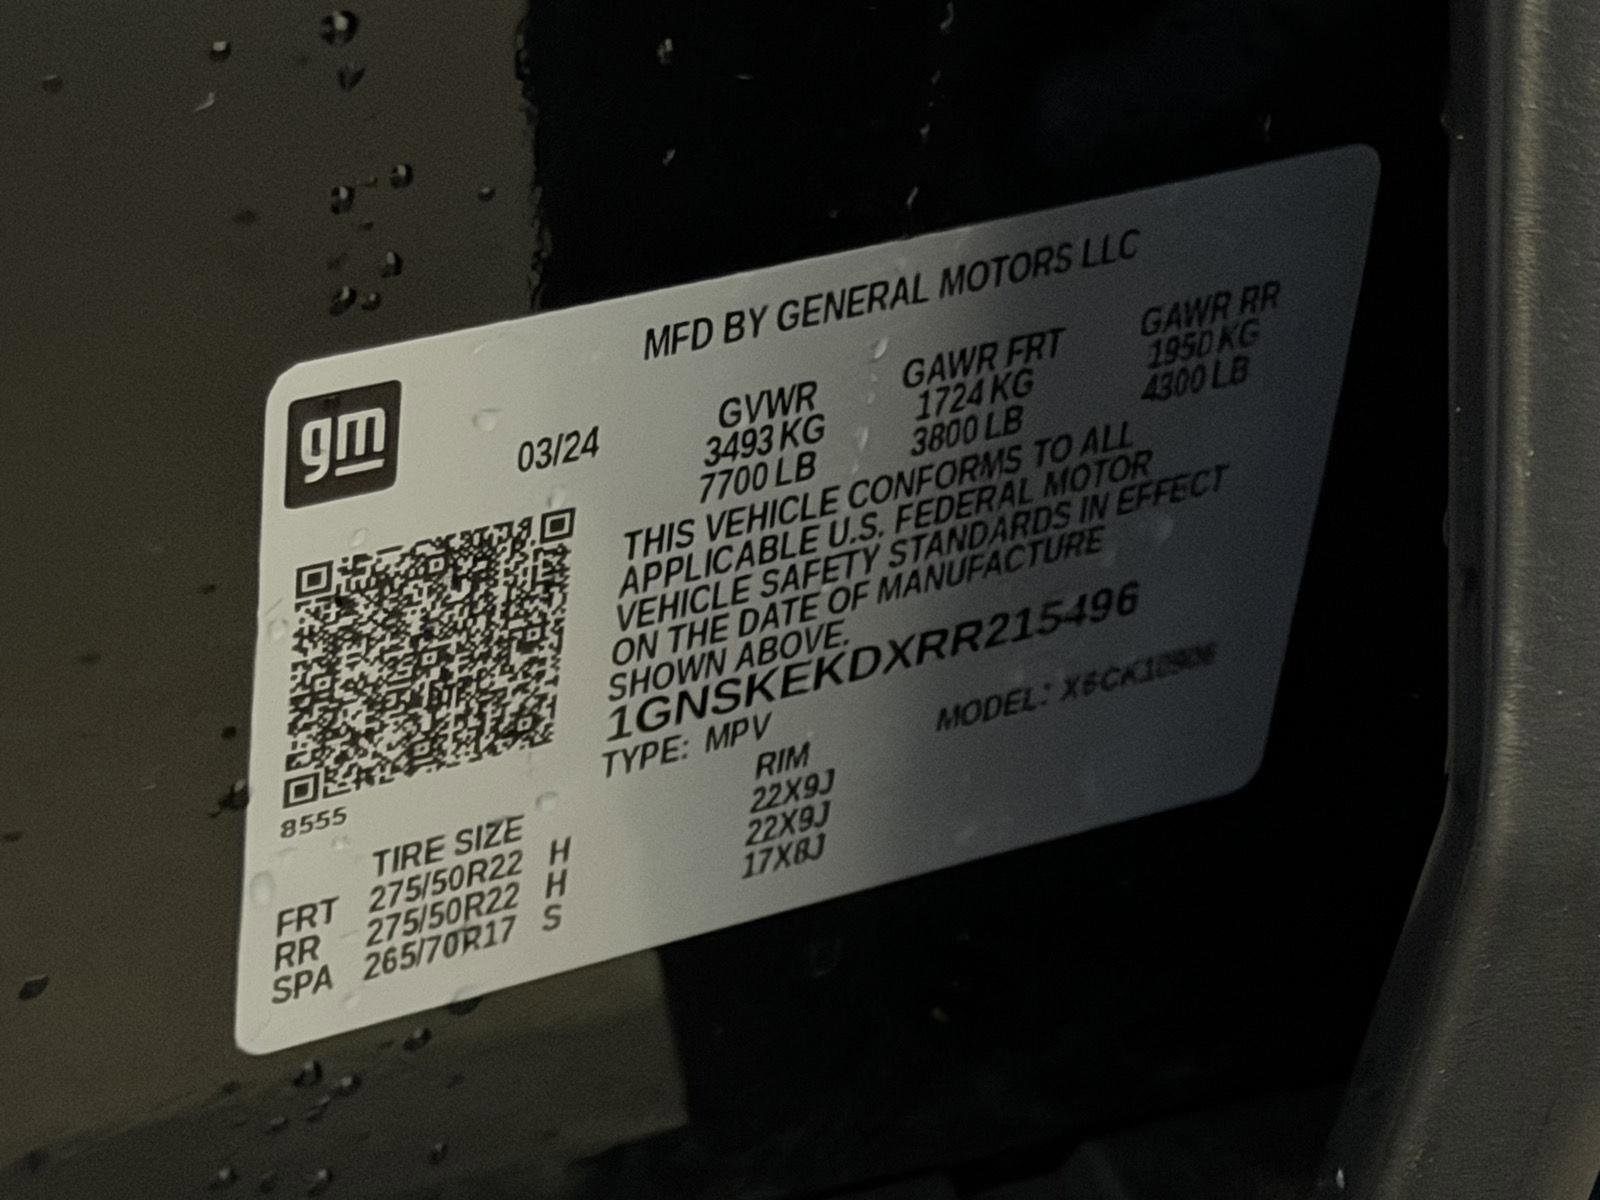 MFD BY GENERAL MOTORS LLC
gm
03/24
GVWR GAWR FRT GAWR RR
3493 KG 1724 KG 1950 KG
7700 LB 3800 LB 4300 LB
THIS VEHICLE CONFORMS TO ALL
APPLICABLE U.S. FEDERAL MOTOR
VEHICLE SAFETY STANDARDS IN EFFECT
ON THE DATE OF MANUFACTURE
SHOWN ABOVE.
1GNSKEKDXRR215496
TYPE: MPV MODEL:
8555
TIRE SIZE RIM
FRT 275/50R22 H 22X9J
RR 275/50R22 H 22X9J
SPA 265/70R17 S 17X8J